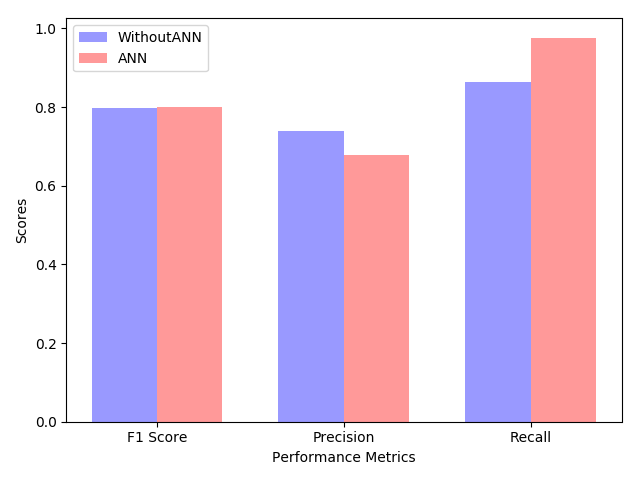 1.0
0.8
0.6
0.4
0.2
0.0
Scores
WithoutANN
ANN
F1 Score
Precision
Recall
Performance Metrics